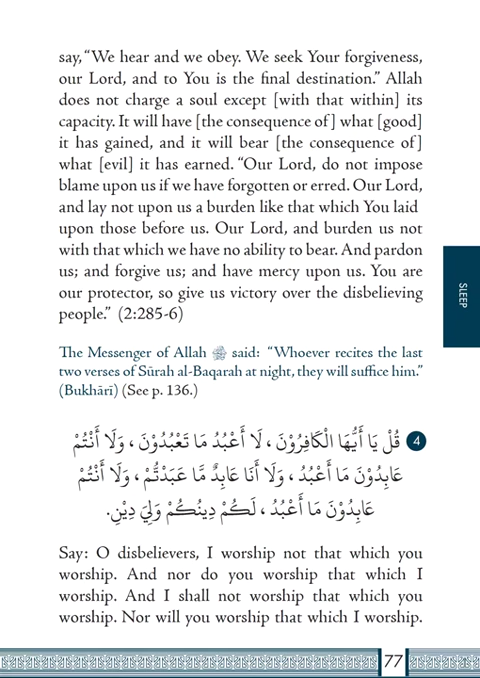 say, “We hear and we obey. We seek Your forgiveness,
our Lord, and to You is the final destination.” Allah
does not charge a soul except [with that within] its
capacity. It will have [the consequence of] what [good]
it has gained, and it will bear [the consequence of]
what [evil] it has earned. “Our Lord, do not impose
blame upon us if we have forgotten or erred. Our Lord,
and lay not upon us a burden like that which You laid
upon those before us. Our Lord, and burden us not
with that which we have no ability to bear. And pardon
us; and forgive us; and have mercy upon us. You are
our protector, so give us victory over the disbelieving
people.” (2:285-6)
SLEEP
The Messenger of Allah ﷺ said: “Whoever recites the last
two verses of Sūrah al-Baqarah at night, they will suffice him.”
(Bukhārī) (See p. 136.)
4 قُلْ يَا أَيُّهَا الْكَافِرُوْنَ ، لَا أَعْبُدُ مَا تَعْبُدُوْنَ ، وَلَا أَنْتُمْ
عَابِدُوْنَ مَا أَعْبُدُ ، وَلَا أَنَا عَابِدٌ مَّا عَبَدْتُّمْ ، وَلَا أَنْتُمْ
عَابِدُوْنَ مَا أَعْبُدُ ، لَكُمْ دِينُكُمْ وَلِيَ دِيْنِ.
Say: O disbelievers, I worship not that which you
worship. And nor do you worship that which I
worship. And I shall not worship that which you
worship. Nor will you worship that which I worship.
77